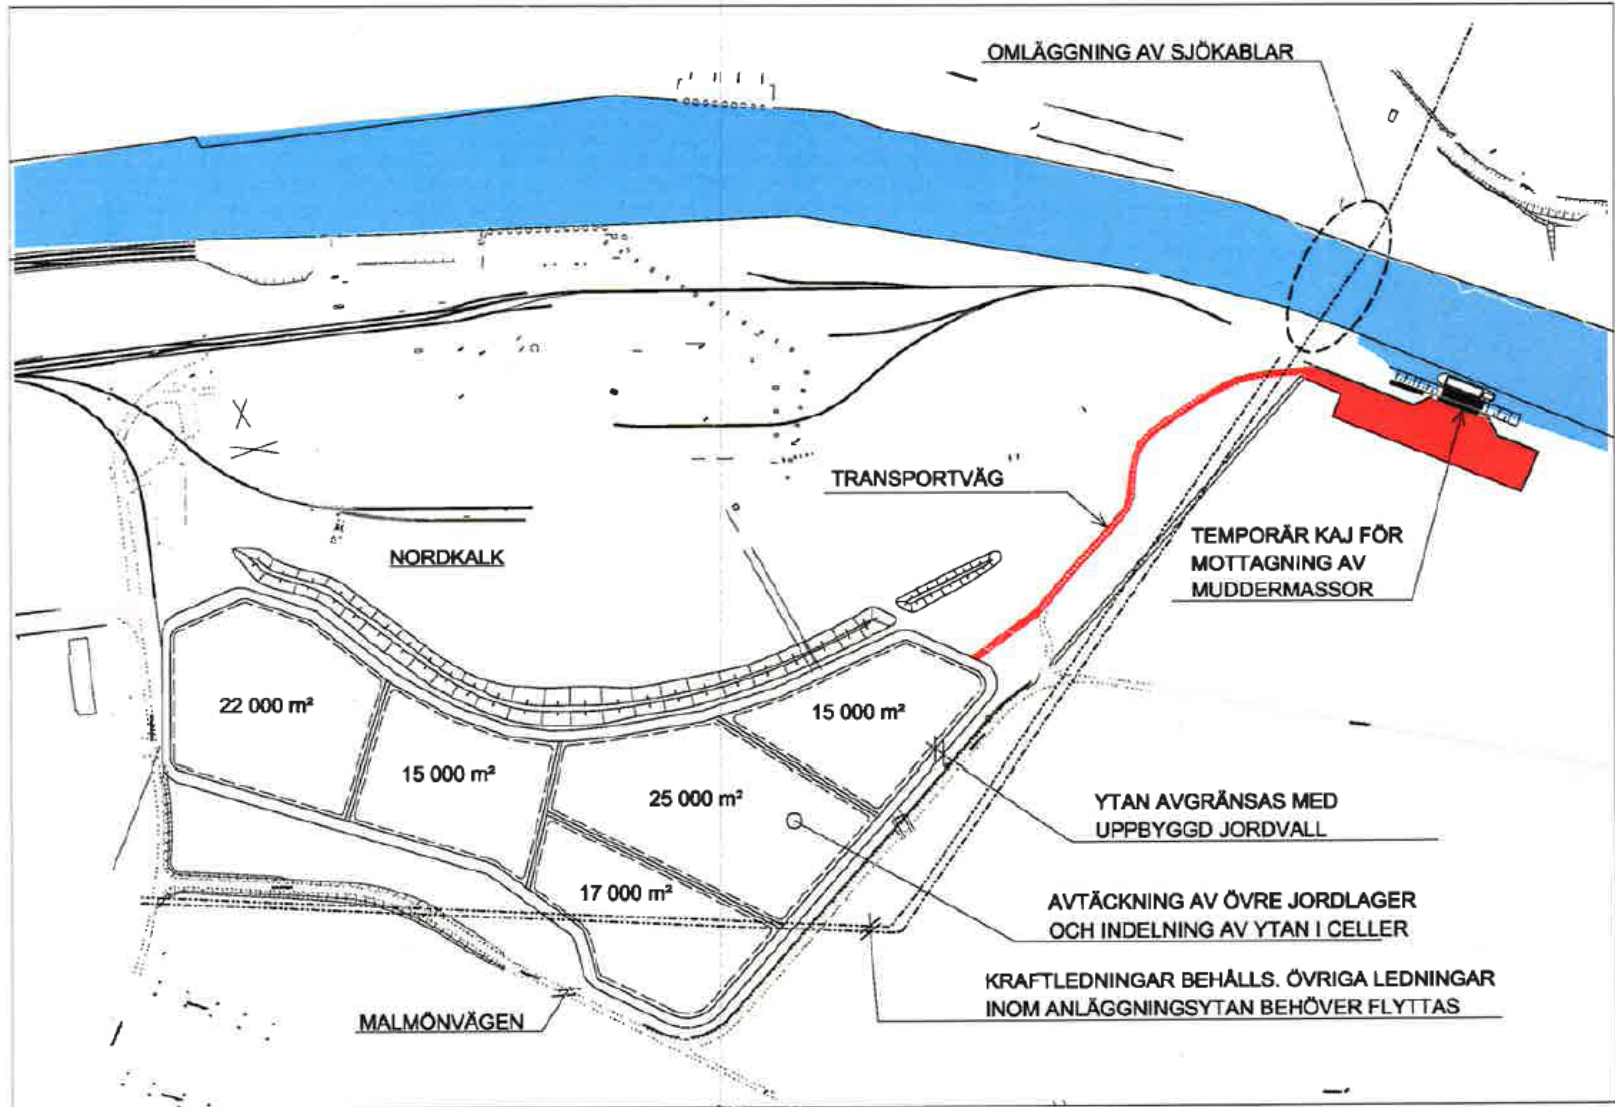 OMLÄGGNING AV SJÖKABLAR
TRANSPORTVÄG
TEMPORÄR KAJ FÖR
MOTTAGNING AV
MUDDERMASSOR
NORDKALK
22 000 m²
15 000 m²
15 000 m²
25 000 m²
17 000 m²
YTAN AVGRÄNSAS MED
UPPBYGGD JORDVALL
AVTÄCKNING AV ÖVRE JORDLAGER
OCH INDELNING AV YTAN I CELLER
KRAFTLEDNINGAR BEHÅLLS. ÖVRIGA LEDNINGAR
INOM ANLÄGGNINGSYTAN BEHÖVER FLYTTAS
MALMÖNVÄGEN